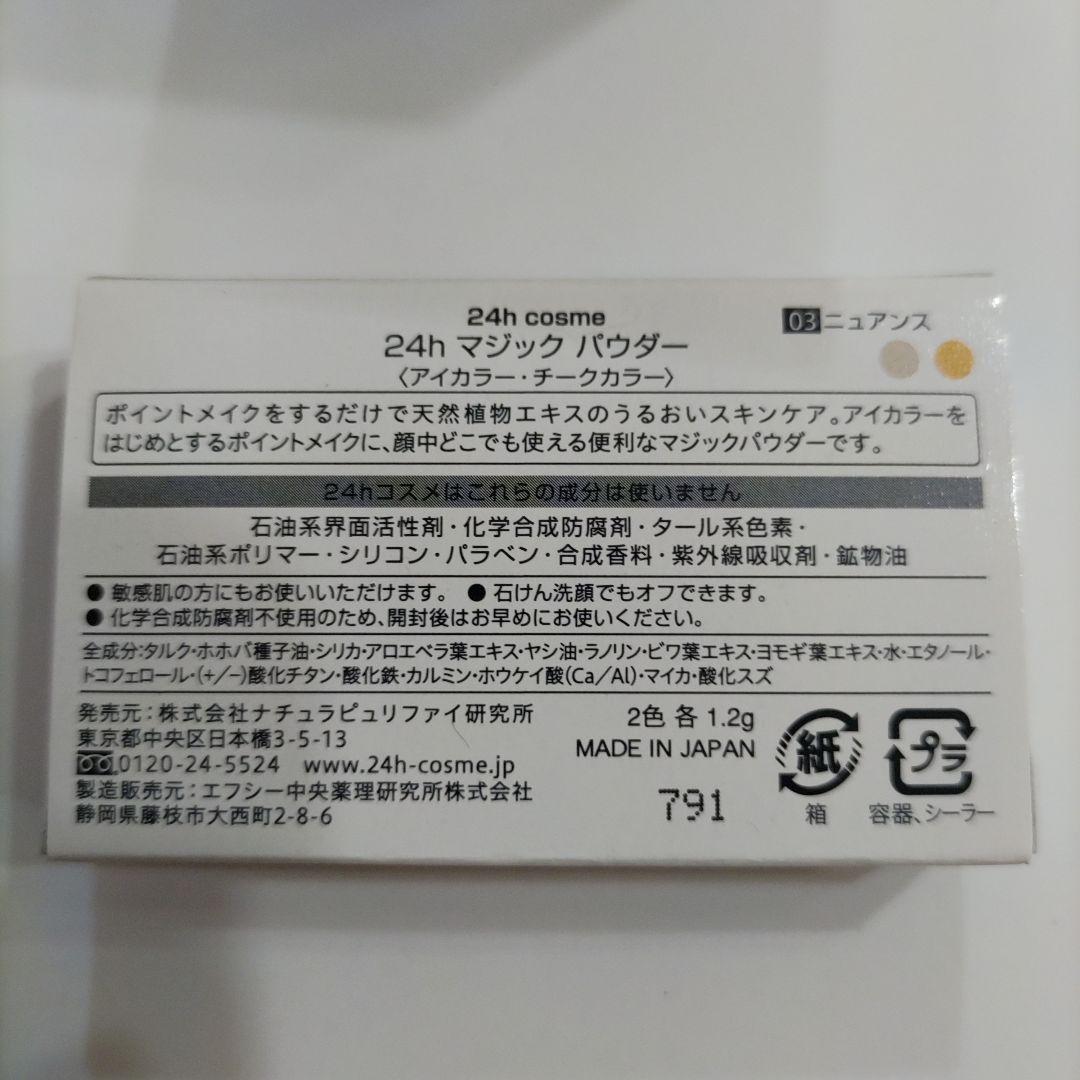 24h cosme
24h マジック パウダー
〈アイカラー・チークカラー〉
03 ニュアンス
ポイントメイクをするだけで天然植物エキスのうるおいスキンケア。アイカラーを
はじめとするポイントメイクに、顔中どこでも使える便利なマジックパウダーです。
24hコスメはこれらの成分は使いません
石油系界面活性剤・化学合成防腐剤・タール系色素・
石油系ポリマー・シリコン・パラベン・合成香料・紫外線吸収剤・鉱物油
● 敏感肌の方にもお使いいただけます。 ● 石けん洗顔でもオフできます。
● 化学合成防腐剤不使用のため、開封後はお早めにお使いください。
全成分:タルク・ホホバ種子油・シリカ・アロエベラ葉エキス・ヤシ油・ラノリン・ビワ葉エキス・ヨモギ葉エキス・水・エタノール・
トコフェロール・(+/−)酸化チタン・酸化鉄・カルミン・ホウケイ酸(Ca/Al)・マイカ・酸化スズ
発売元：株式会社ナチュラピュリファイ研究所
東京都中央区日本橋3-5-13
0120-24-5524 www.24h-cosme.jp
製造販売元：エフシー中央薬理研究所株式会社
静岡県藤枝市大西町2-8-6
2色 各 1.2g
MADE IN JAPAN
791
紙
箱
プラ
容器、シーラー